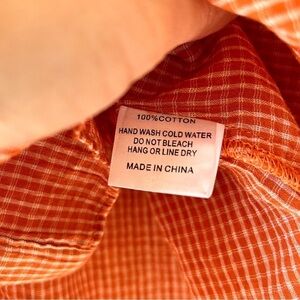 100%COTTON
HAND WASH COLD WATER
DO NOT BLEACH
HANG OR LINE DRY
MADE IN CHINA